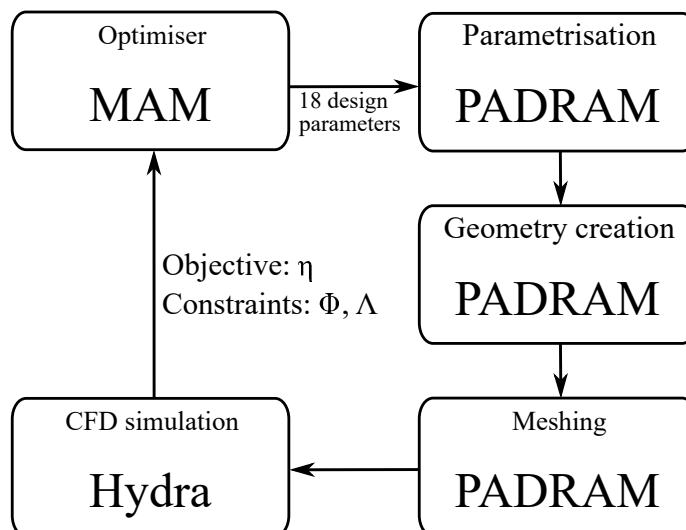 Optimiser
MAM
18 design
parameters
Parametrisation
PADRAM
Geometry creation
PADRAM
Meshing
PADRAM
CFD simulation
Hydra
Objective: η
Constraints: Φ, Λ